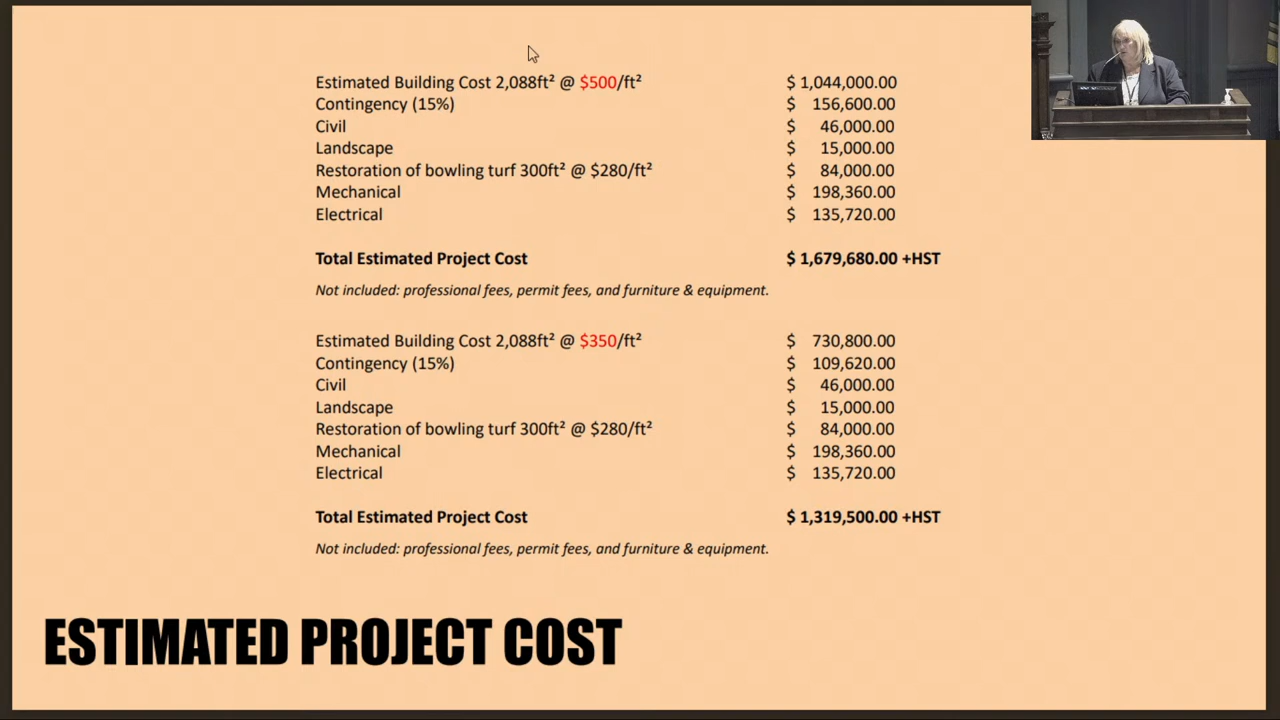 Estimated Building Cost 2,088ft² @ $500/ft² $ 1,044,000.00
Contingency (15%) $ 156,600.00
Civil $ 46,000.00
Landscape $ 15,000.00
Restoration of bowling turf 300ft² @ $280/ft² $ 84,000.00
Mechanical $ 198,360.00
Electrical $ 135,720.00
Total Estimated Project Cost $ 1,679,680.00 +HST
Not included: professional fees, permit fees, and furniture & equipment.
Estimated Building Cost 2,088ft² @ $350/ft² $ 730,800.00
Contingency (15%) $ 109,620.00
Civil $ 46,000.00
Landscape $ 15,000.00
Restoration of bowling turf 300ft² @ $280/ft² $ 84,000.00
Mechanical $ 198,360.00
Electrical $ 135,720.00
Total Estimated Project Cost $ 1,319,500.00 +HST
Not included: professional fees, permit fees, and furniture & equipment.
ESTIMATED PROJECT COST